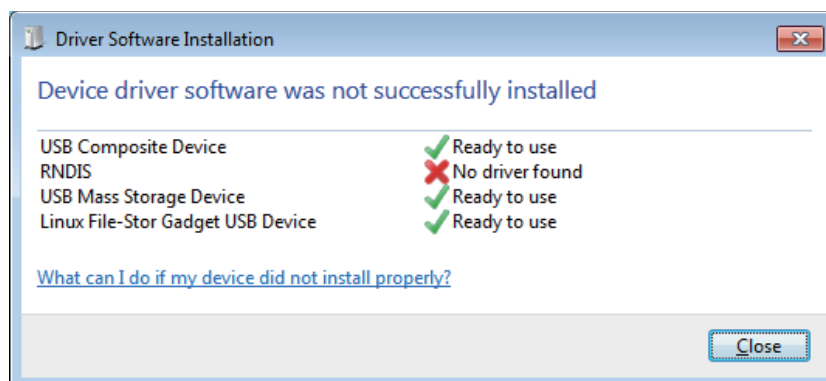 Driver Software Installation
Device driver software was not successfully installed
USB Composite Device Ready to use
RNDIS No driver found
USB Mass Storage Device Ready to use
Linux File-Stor Gadget USB Device Ready to use
What can I do if my device did not install properly?
Close